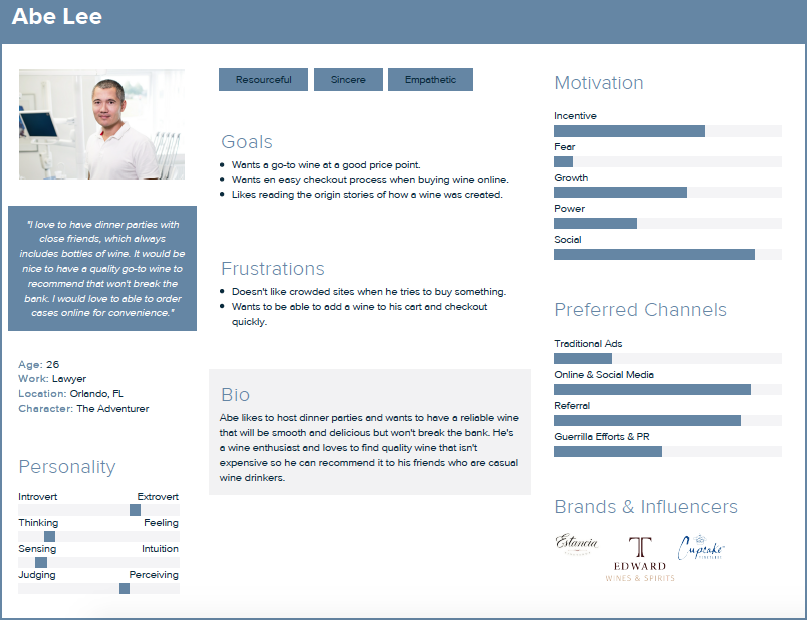 Abe Lee
"I love to have dinner parties with
close friends, which always
includes bottles of wine. It would be
nice to have a quality go-to wine to
recommend that won't break the
bank. I would love to able to order
cases online for convenience."
Age: 26
Work: Lawyer
Location: Orlando, FL
Character: The Adventurer
Personality
Introvert Extrovert
Thinking Feeling
Sensing Intuition
Judging Perceiving
Resourceful Sincere Empathetic
Goals
• Wants a go-to wine at a good price point.
• Wants en easy checkout process when buying wine online.
• Likes reading the origin stories of how a wine was created.
Frustrations
• Doesn't like crowded sites when he tries to buy something.
• Wants to be able to add a wine to his cart and checkout
quickly.
Bio
Abe likes to host dinner parties and wants to have a reliable wine
that will be smooth and delicious but won't break the bank. He's
a wine enthusiast and loves to find quality wine that isn't
expensive so he can recommend it to his friends who are casual
wine drinkers.
Motivation
Incentive
Fear
Growth
Power
Social
Preferred Channels
Traditional Ads
Online & Social Media
Referral
Guerrilla Efforts & PR
Brands & Influencers
Estancia
T
EDWARD
WINES & SPIRITS
Cupcake